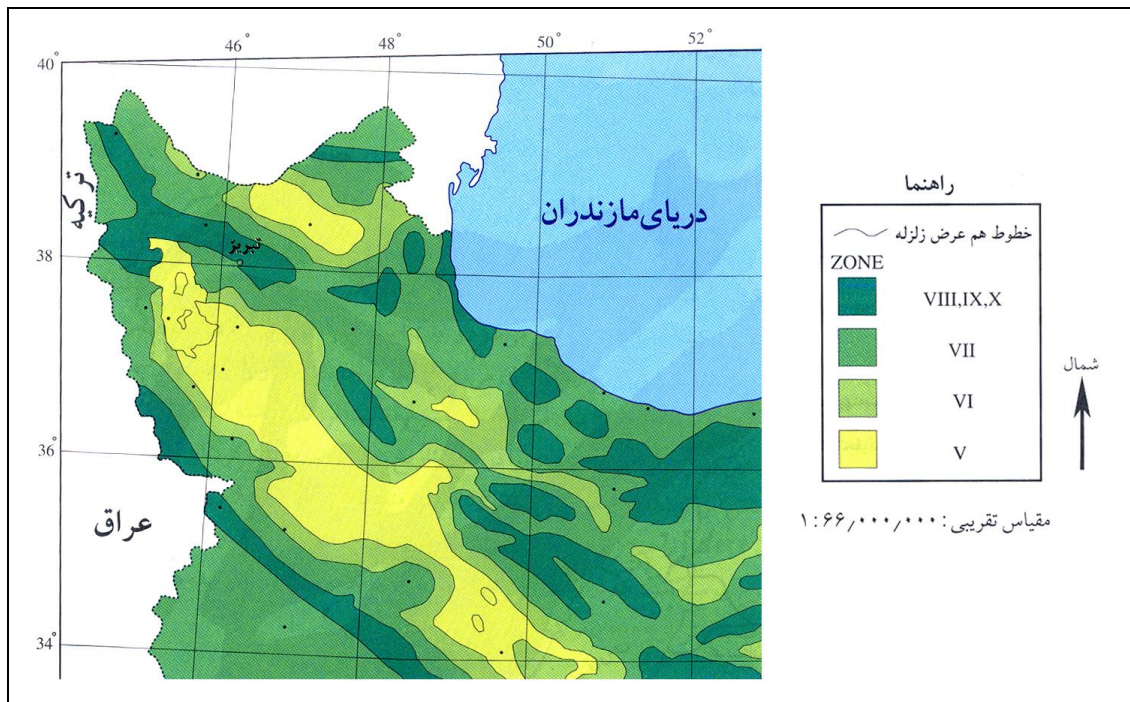 46° 48° 50° 52°
40°
38
36
34°
ترکیه
تبریز
دریای مازندران
عراق
راهنما
خطوط هم عرض زلزله
ZONE
VIII,IX,X
VII
VI
V
شمال
مقیاس تقریبی : ۱:۶۶٫۰۰۰٫۰۰۰